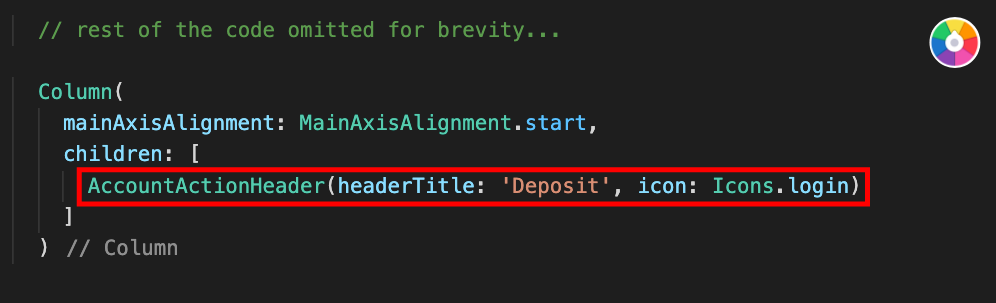 // rest of the code omitted for brevity...
Column(
mainAxisAlignment: MainAxisAlignment.start,
children: [
AccountActionHeader(headerTitle: 'Deposit', icon: Icons.login)
]
) // Column